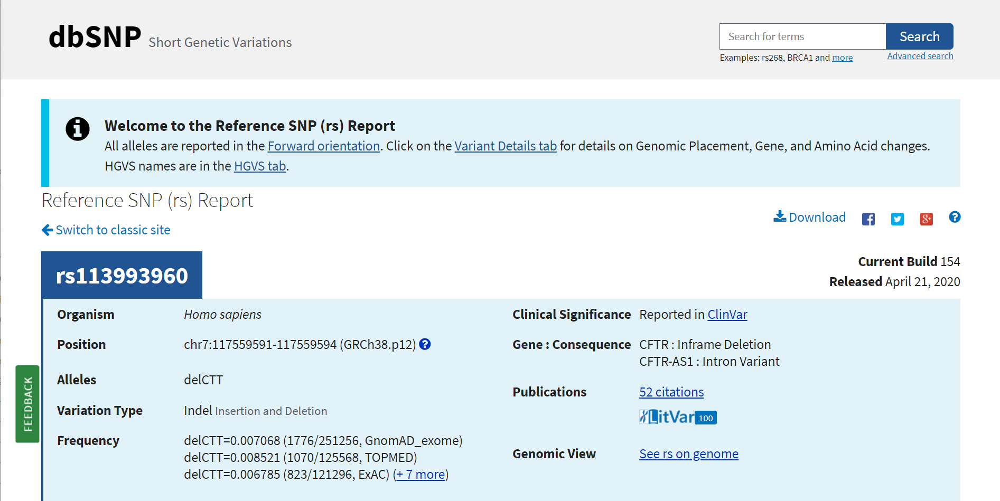 dbSNP Short Genetic Variations
Search for terms
Search
Examples: rs268, BRCA1 and more
Advanced search
Welcome to the Reference SNP (rs) Report
All alleles are reported in the Forward orientation. Click on the Variant Details tab for details on Genomic Placement, Gene, and Amino Acid changes.
HGVS names are in the HGVS tab.
Reference SNP (rs) Report
Switch to classic site
Download
rs113993960
Current Build 154
Released April 21, 2020
Organism
Homo sapiens
Position
chr7:117559591-117559594 (GRCh38.p12)
Alleles
delCTT
Variation Type
Indel Insertion and Deletion
Frequency
delCTT=0.007068 (1776/251256, GnomAD_exome)
delCTT=0.008521 (1070/125568, TOPMED)
delCTT=0.006785 (823/121296, ExAC) (+ 7 more)
Clinical Significance
Reported in ClinVar
Gene : Consequence
CFTR : Inframe Deletion
CFTR-AS1 : Intron Variant
Publications
52 citations
LitVar 100
Genomic View
See rs on genome
FEEDBACK